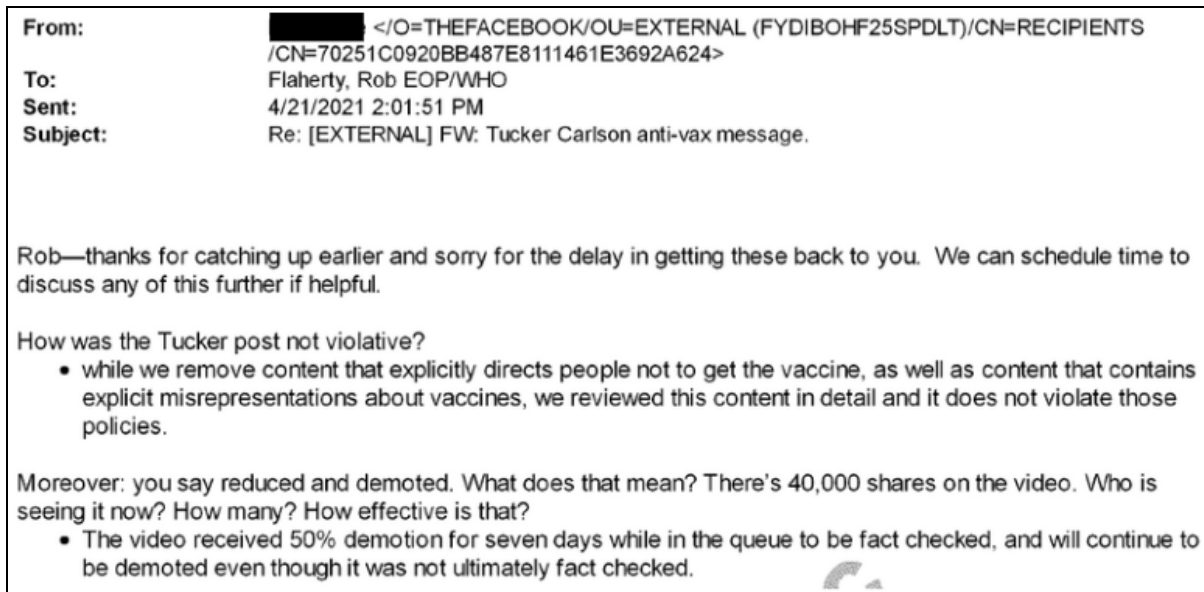 From: </O=THEFACEBOOK/OU=EXTERNAL (FYDIBOHF25SPDLT)/CN=RECIPIENTS
/CN=70251C0920BB487E8111461E3692A624>
To: Flaherty, Rob EOP/WHO
Sent: 4/21/2021 2:01:51 PM
Subject: Re: [EXTERNAL] FW: Tucker Carlson anti-vax message.
Rob—thanks for catching up earlier and sorry for the delay in getting these back to you.  We can schedule time to
discuss any of this further if helpful.
How was the Tucker post not violative?
• while we remove content that explicitly directs people not to get the vaccine, as well as content that contains
explicit misrepresentations about vaccines, we reviewed this content in detail and it does not violate those
policies.
Moreover: you say reduced and demoted. What does that mean? There's 40,000 shares on the video. Who is
seeing it now? How many? How effective is that?
• The video received 50% demotion for seven days while in the queue to be fact checked, and will continue to
be demoted even though it was not ultimately fact checked.